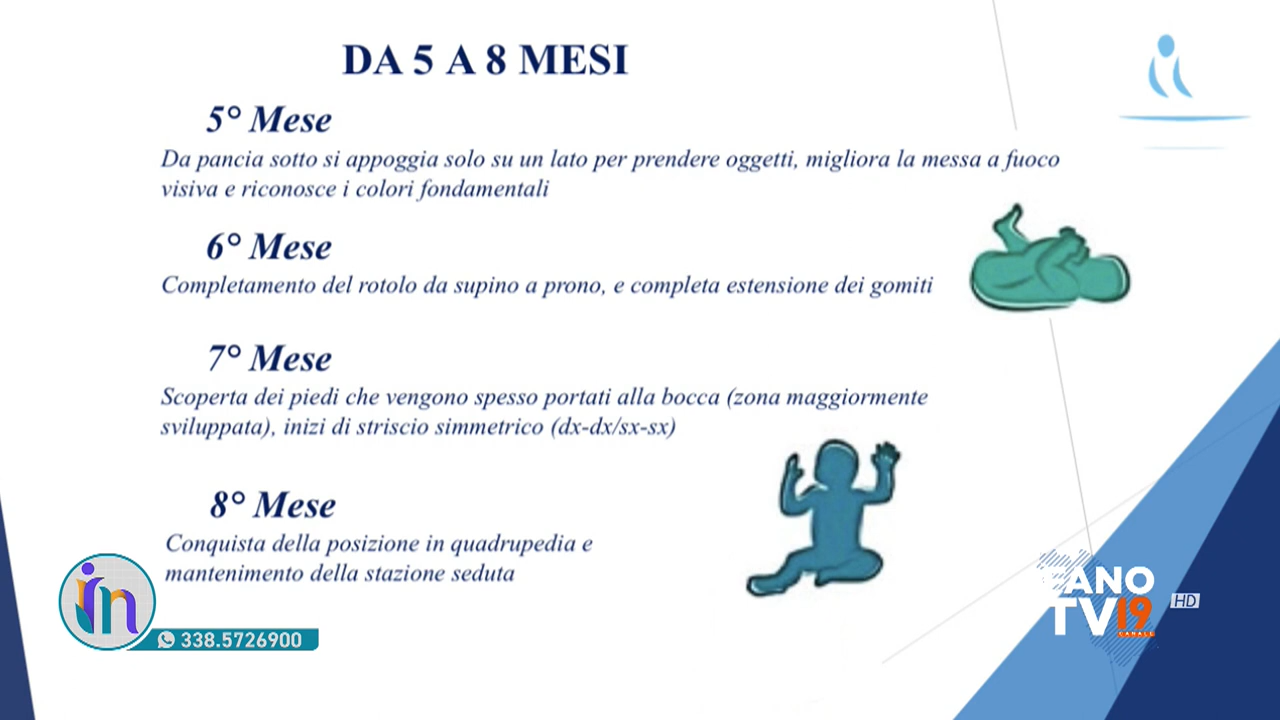 DA 5 A 8 MESI
5° Mese
Da pancia sotto si appoggia solo su un lato per prendere oggetti, migliora la messa a fuoco
visiva e riconosce i colori fondamentali
6° Mese
Completamento del rotolo da supino a prono, e completa estensione dei gomiti
7° Mese
Scoperta dei piedi che vengono spesso portati alla bocca (zona maggiormente
sviluppata), inizi di striscio simmetrico (dx-dx/sx-sx)
8° Mese
Conquista della posizione in quadrupedia e
mantenimento della stazione seduta
in
338.5726900
FANO
TV19
CANALE
HD